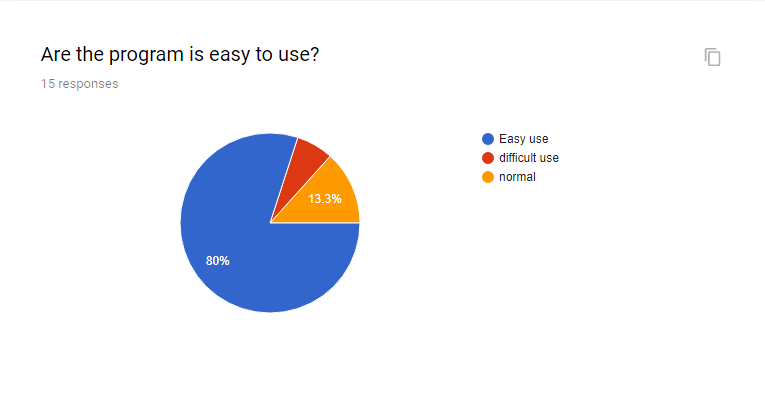 Are the program is easy to use?
15 responses
Easy use
difficult use
normal
13.3%
80%